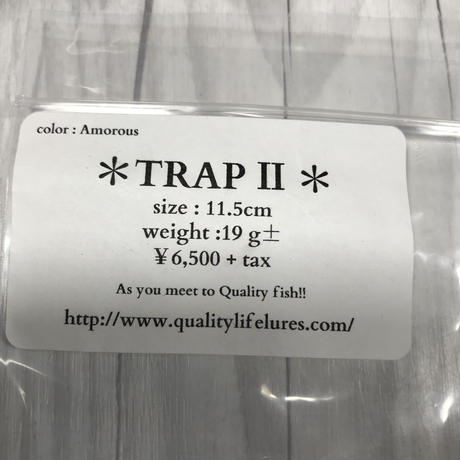 color : Amorous
＊TRAP II＊
size : 11.5cm
weight :19 g±
￥6,500 + tax
As you meet to Quality fish!!
http://www.qualitylifelures.com/